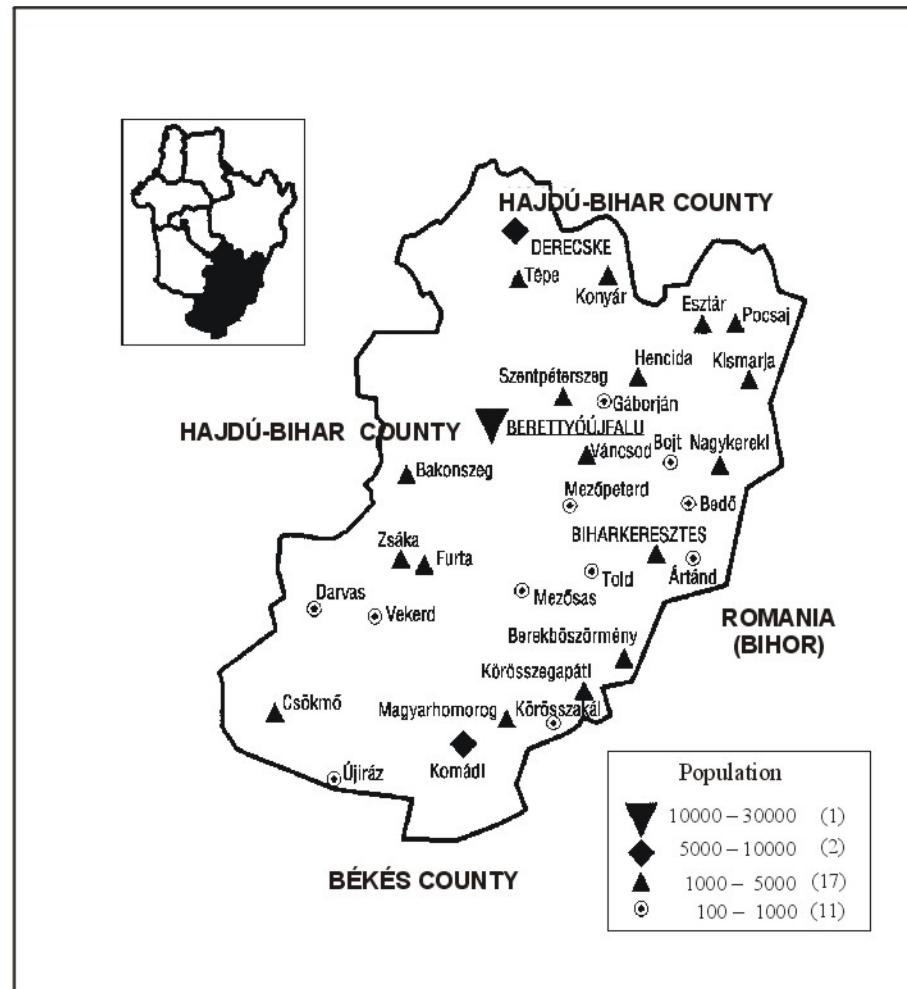 HAJDÚ-BIHAR COUNTY
DERECSKE
Tépe
Konyár
Esztár
Pocsaj
Hencida
Kismarja
Szentpéterszeg
Gáborján
HAJDÚ-BIHAR COUNTY
BERETTYÓÚJFALU
Váncsod
Bojt
Nagykereki
Bakonszeg
Mezőpeterd
Bedő
BIHARKERESZTES
Zsáka
Furta
Told
Ártánd
Darvas
Mezősas
Vekerd
ROMANIA
(BIHOR)
Berekböszörmény
Körösszegapáti
Csökmő
Magyarhomorog
Körösszakál
Komádi
Újiráz
BÉKÉS COUNTY
Population
10000 – 30000 (1)
5000 – 10000 (2)
1000 – 5000 (17)
100 – 1000 (11)